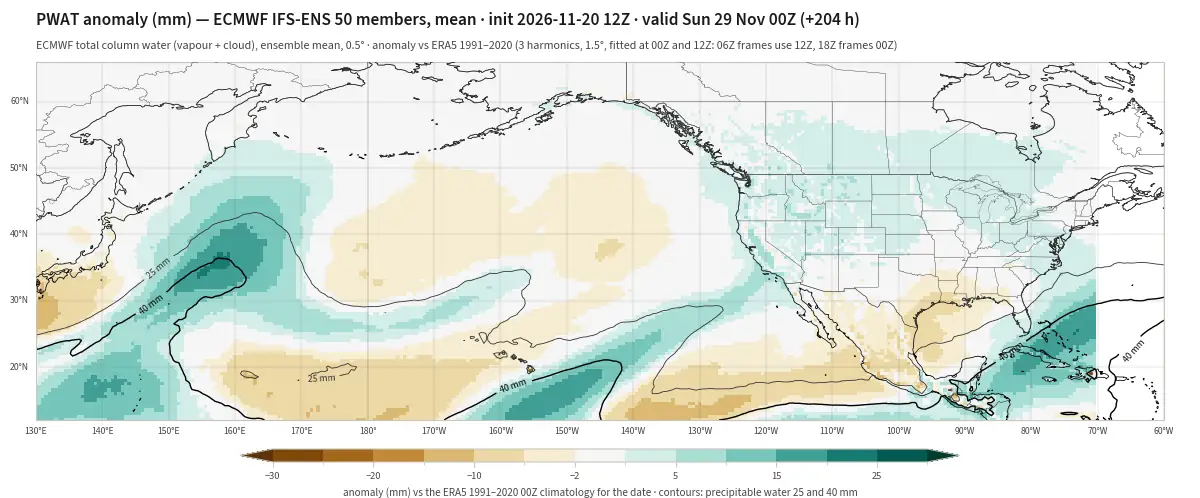 PWAT anomaly (mm) — ECMWF IFS-ENS 50 members, mean · init 2026-11-20 12Z · valid Sun 29 Nov 00Z (+204 h)
ECMWF total column water (vapour + cloud), ensemble mean, 0.5° · anomaly vs ERA5 1991–2020 (3 harmonics, 1.5°, fitted at 00Z and 12Z: 06Z frames use 12Z, 18Z frames 00Z)
60°N
50°N
40°N
30°N
20°N
25 mm
40 mm
25 mm
40 mm
40 mm
40 mm
130°E 140°E 150°E 160°E 170°E 180° 170°W 160°W 150°W 140°W 130°W 120°W 110°W 100°W 90°W 80°W 70°W 60°W
−30 −20 −10 −2 5 15 25
anomaly (mm) vs the ERA5 1991–2020 00Z climatology for the date · contours: precipitable water 25 and 40 mm